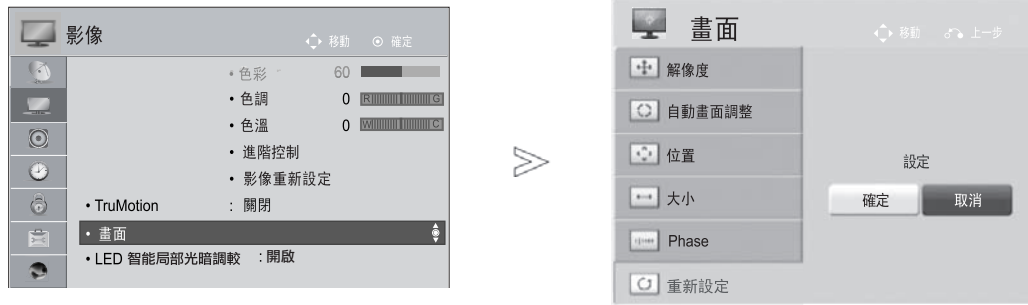 影像
移動 ⊙ 確定
• 色彩 60
• 色調 0 R G
• 色溫 0 W C
• 進階控制
• 影像重新設定
• TruMotion : 關閉
• 畫面
• LED 智能局部光暗調較 : 開啟
畫面
移動 上一步
解像度
自動畫面調整
位置
大小
Phase
重新設定
設定
確定 取消